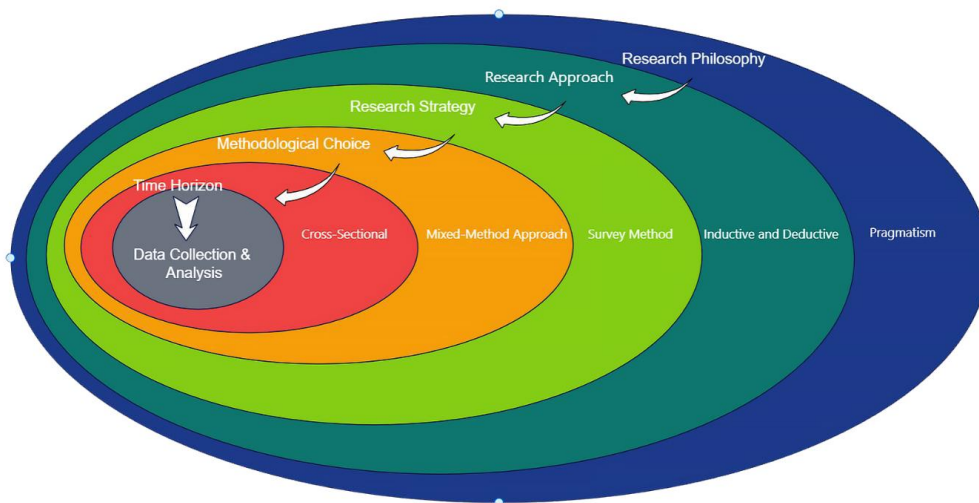 Research Philosophy
Research Approach
Research Strategy
Methodological Choice
Time Horizon
Data Collection &
Analysis
Cross-Sectional
Mixed-Method Approach
Survey Method
Inductive and Deductive
Pragmatism